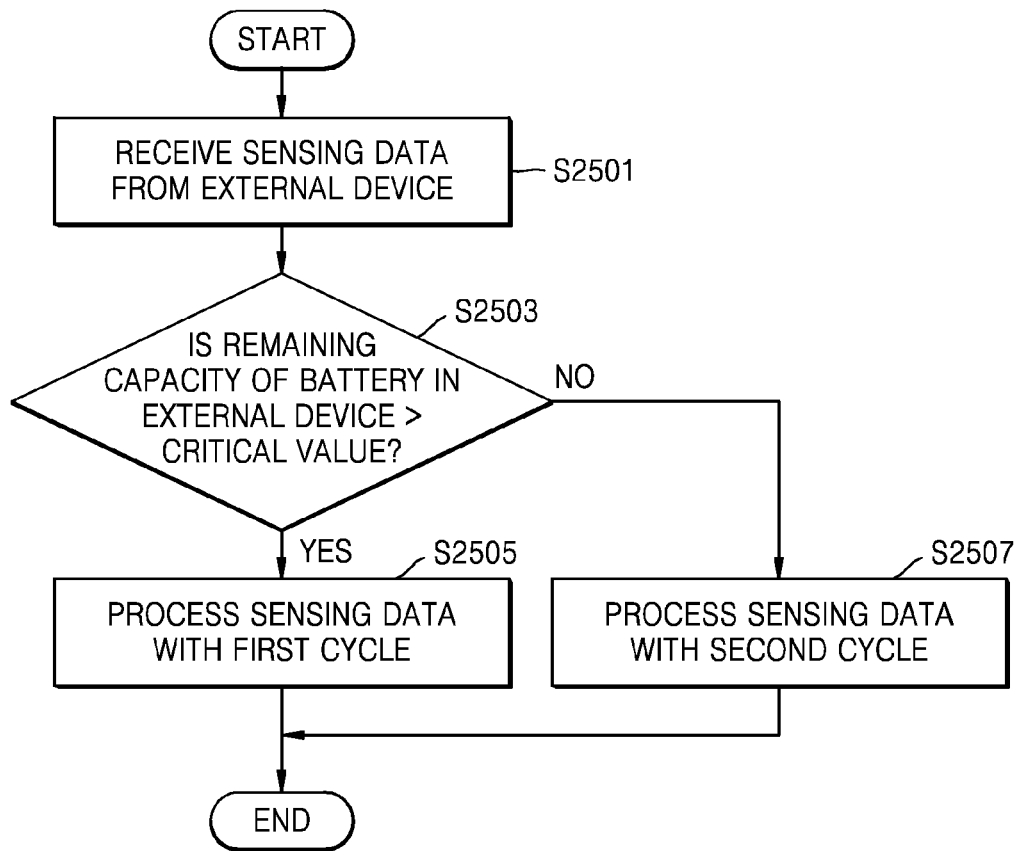 START
RECEIVE SENSING DATA
FROM EXTERNAL DEVICE
S2501
S2503
IS REMAINING
CAPACITY OF BATTERY IN
EXTERNAL DEVICE >
CRITICAL VALUE?
NO
YES
S2505
PROCESS SENSING DATA
WITH FIRST CYCLE
S2507
PROCESS SENSING DATA
WITH SECOND CYCLE
END